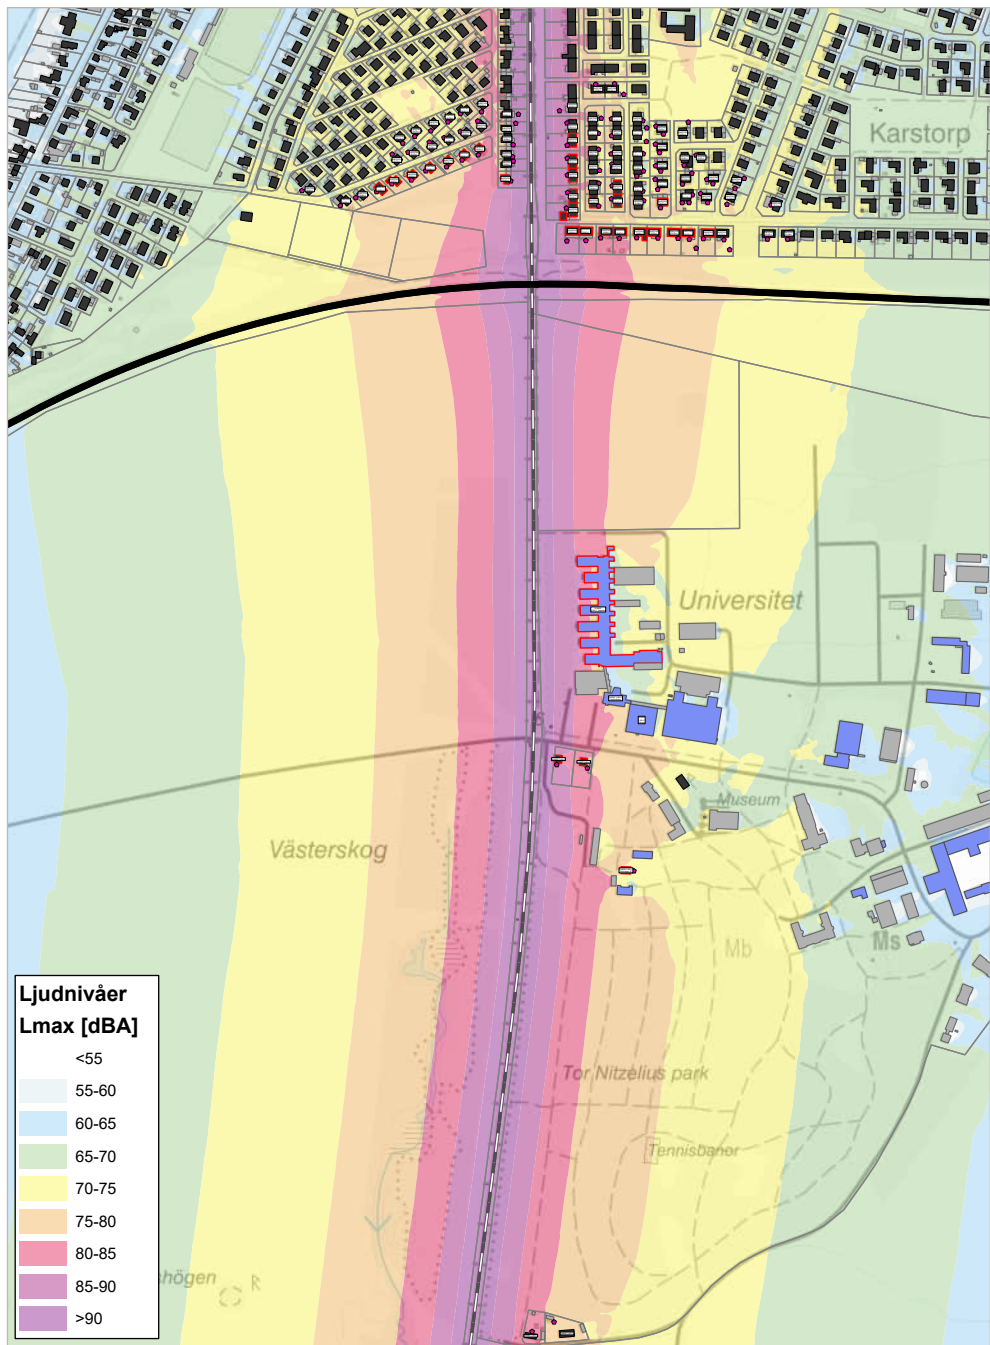 Karstorp
Universitet
Museum
Västerskog
Mb
Ms
Tor Nitzelius park
Tennisbanor
högen
R
Ljudnivåer
Lmax [dBA]
<55
55-60
60-65
65-70
70-75
75-80
80-85
85-90
>90